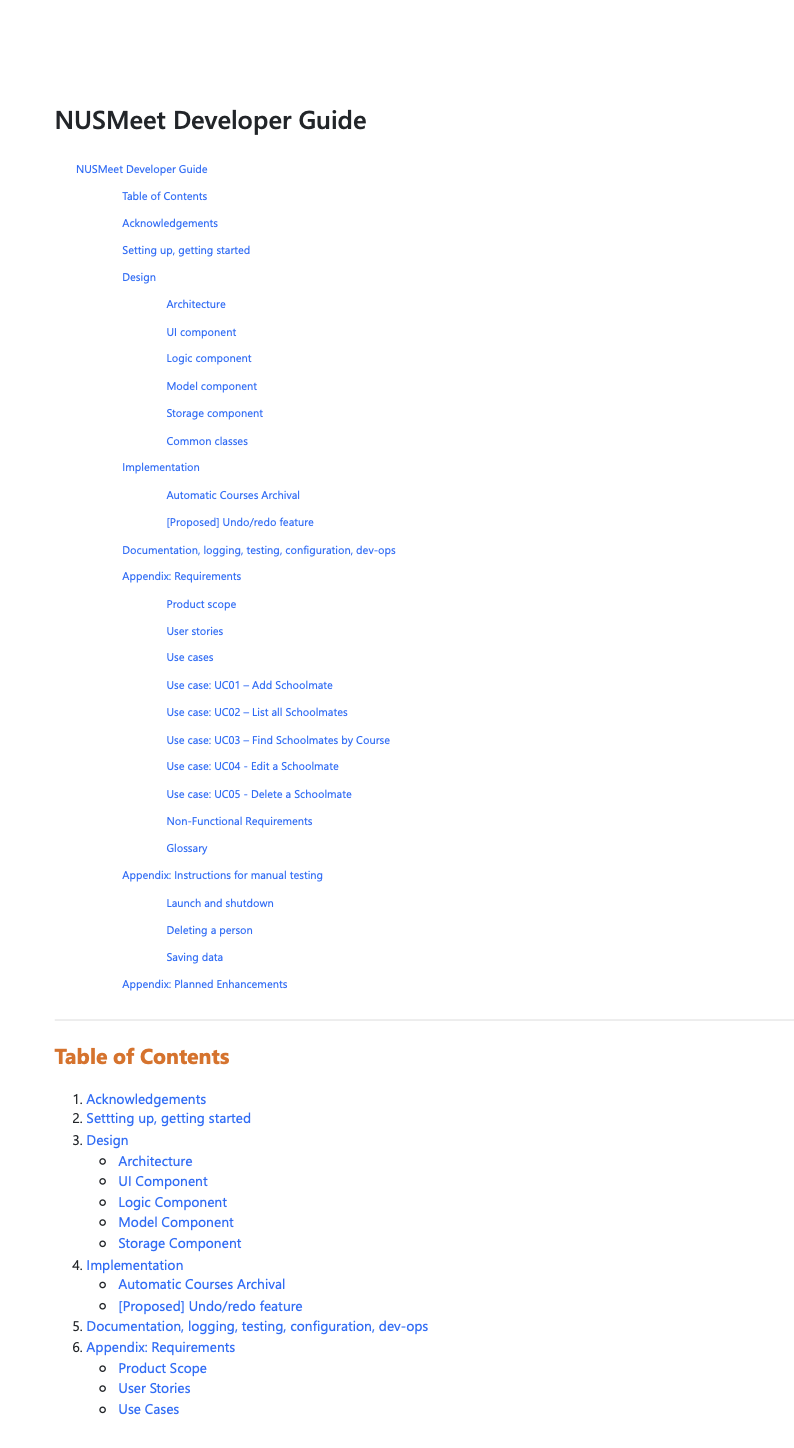 NUSMeet Developer Guide
NUSMeet Developer Guide
Table of Contents
Acknowledgements
Setting up, getting started
Design
Architecture
UI component
Logic component
Model component
Storage component
Common classes
Implementation
Automatic Courses Archival
[Proposed] Undo/redo feature
Documentation, logging, testing, configuration, dev-ops
Appendix: Requirements
Product scope
User stories
Use cases
Use case: UC01 – Add Schoolmate
Use case: UC02 – List all Schoolmates
Use case: UC03 – Find Schoolmates by Course
Use case: UC04 - Edit a Schoolmate
Use case: UC05 - Delete a Schoolmate
Non-Functional Requirements
Glossary
Appendix: Instructions for manual testing
Launch and shutdown
Deleting a person
Saving data
Appendix: Planned Enhancements
Table of Contents
1. Acknowledgements
2. Settting up, getting started
3. Design
Architecture
UI Component
Logic Component
Model Component
Storage Component
4. Implementation
Automatic Courses Archival
[Proposed] Undo/redo feature
5. Documentation, logging, testing, configuration, dev-ops
6. Appendix: Requirements
Product Scope
User Stories
Use Cases